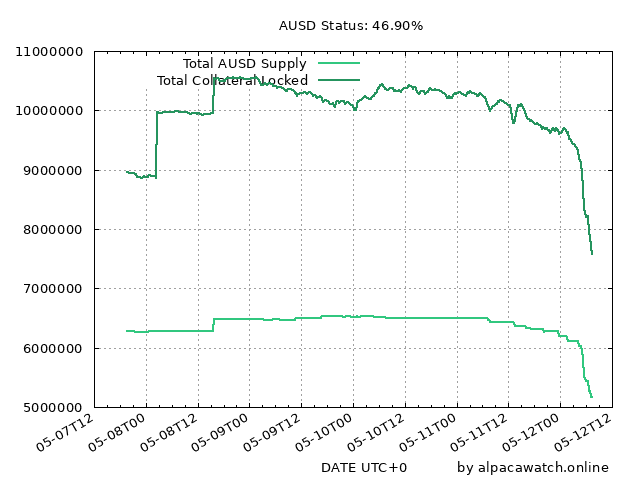 AUSD Status: 46.90%
11000000
10000000
9000000
8000000
7000000
6000000
5000000
Total AUSD Supply
Total Collateral Locked
05-07T12
05-08T00
05-08T12
05-09T00
05-09T12
05-10T00
05-10T12
05-11T00
05-11T12
05-12T00
05-12T12
DATE UTC+0
by alpacawatch.online